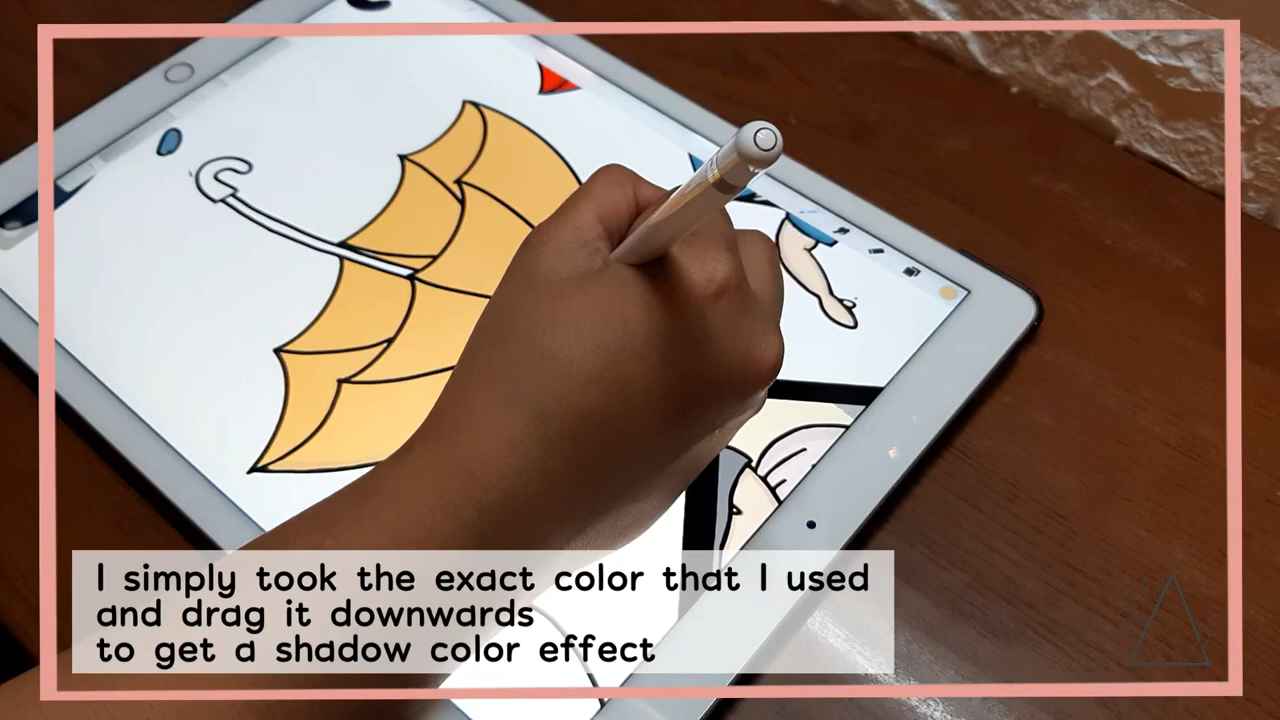 I simply took the exact color that I used
and drag it downwards
to get a shadow color effect